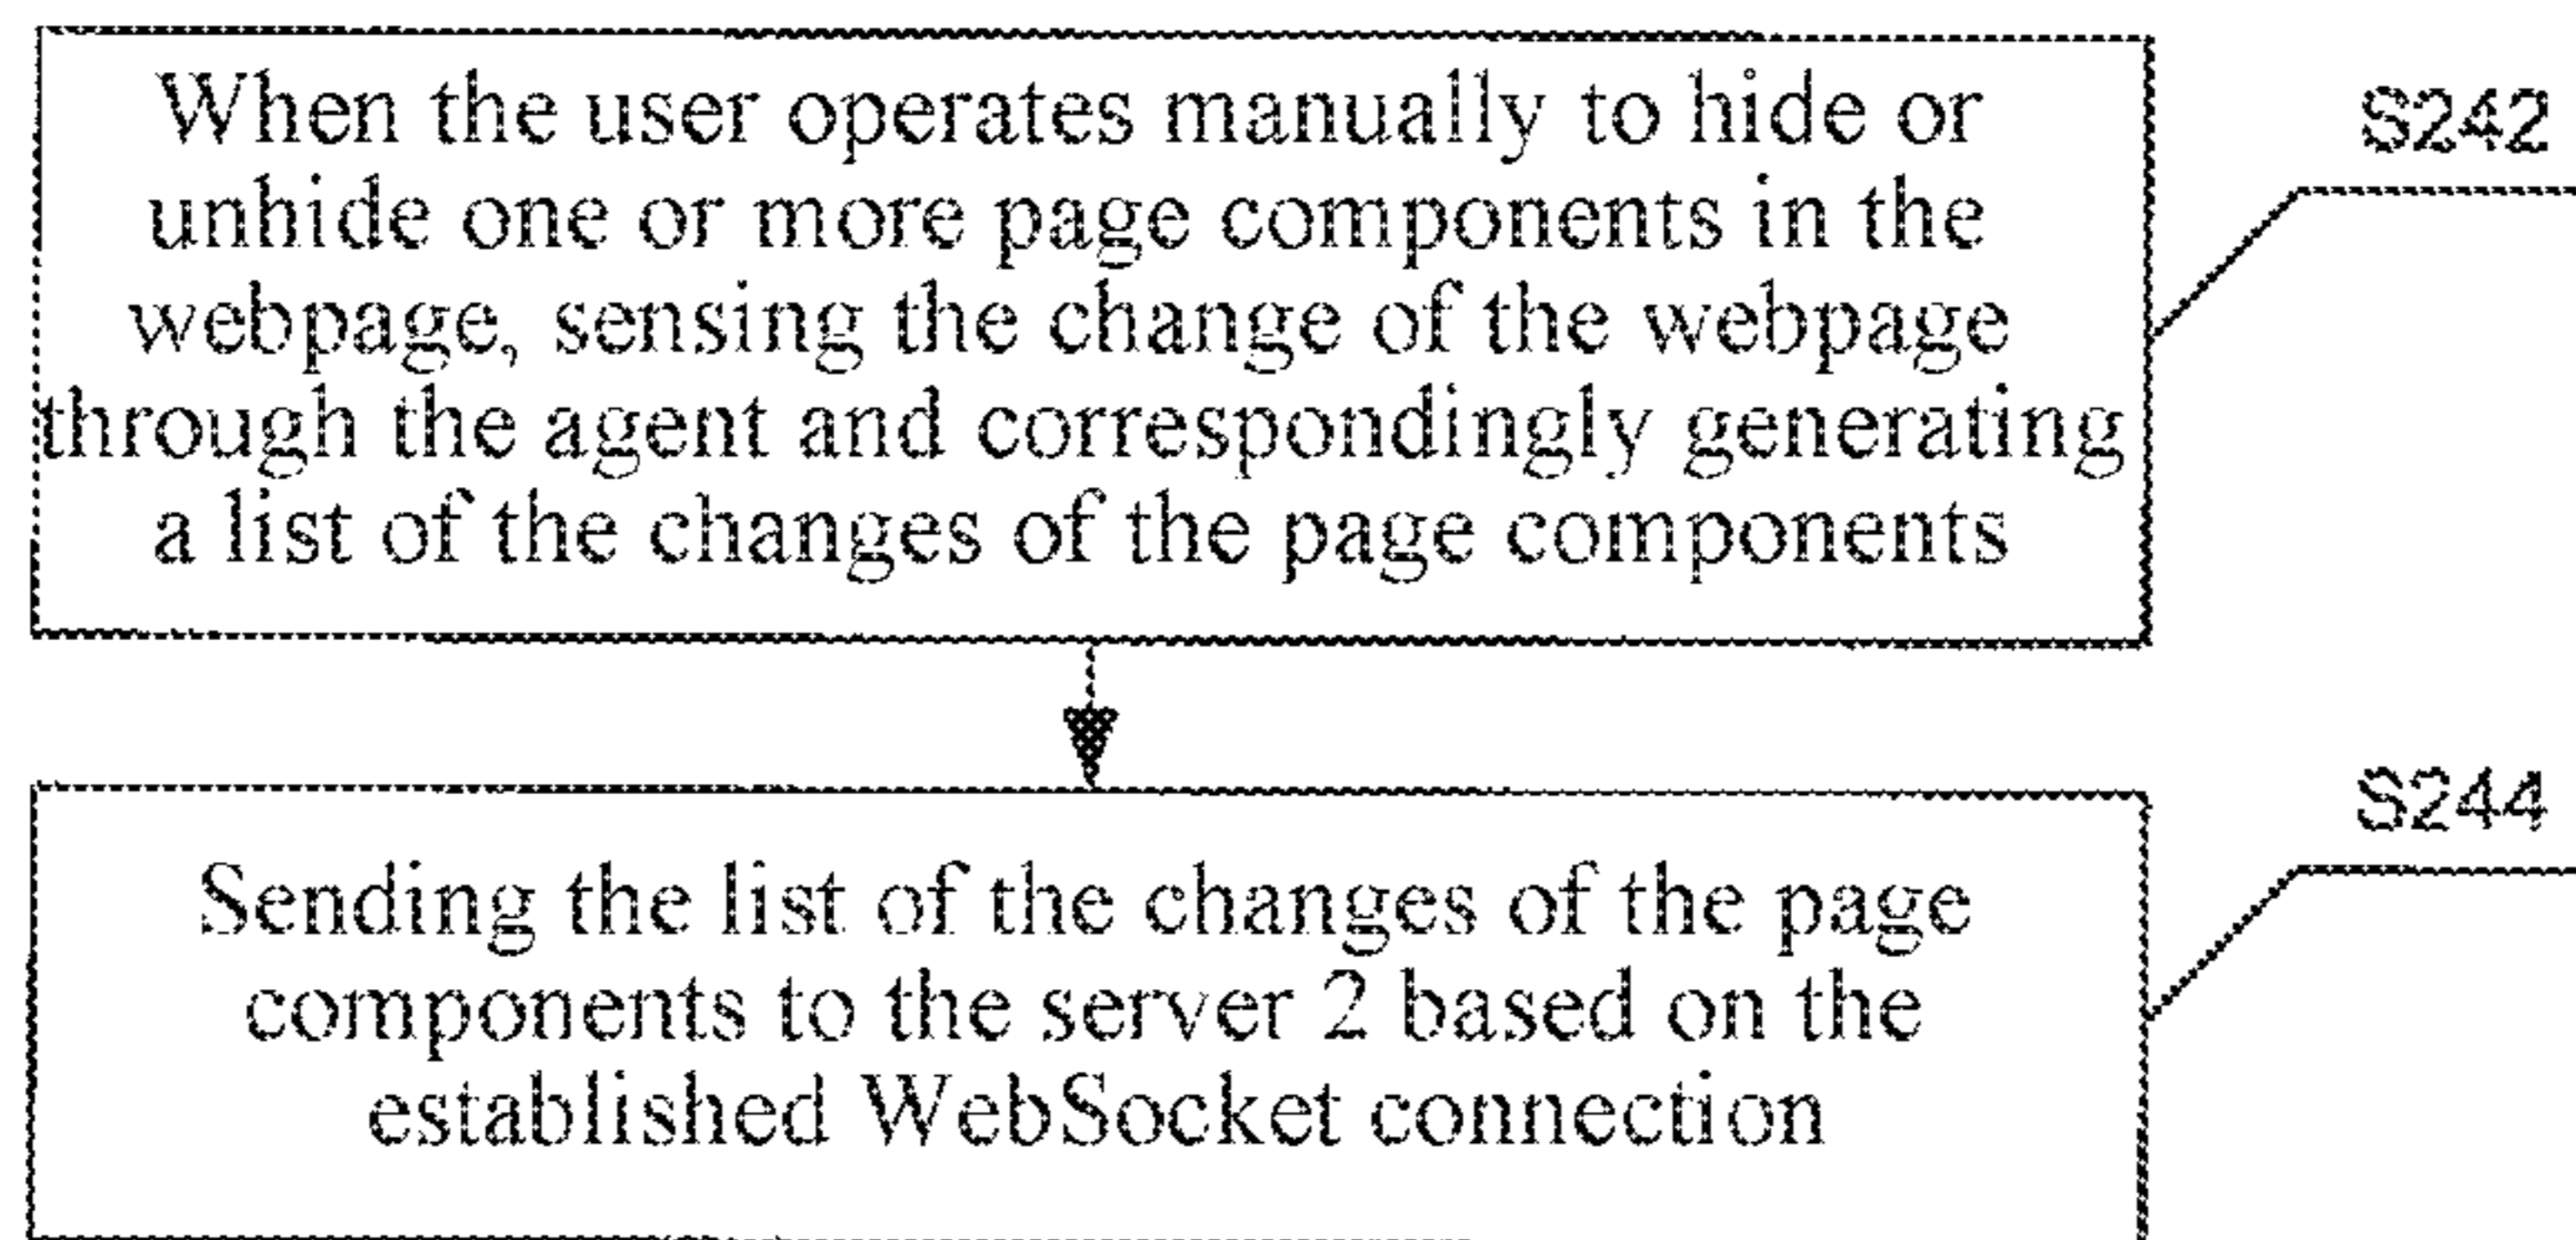 When the user operates manually to hide or
unhide one or more page components in the
webpage, sensing the change of the webpage
through the agent and correspondingly generating
a list of the changes of the page components
S242
Sending the list of the changes of the page
components to the server 2 based on the
established WebSocket connection
S244